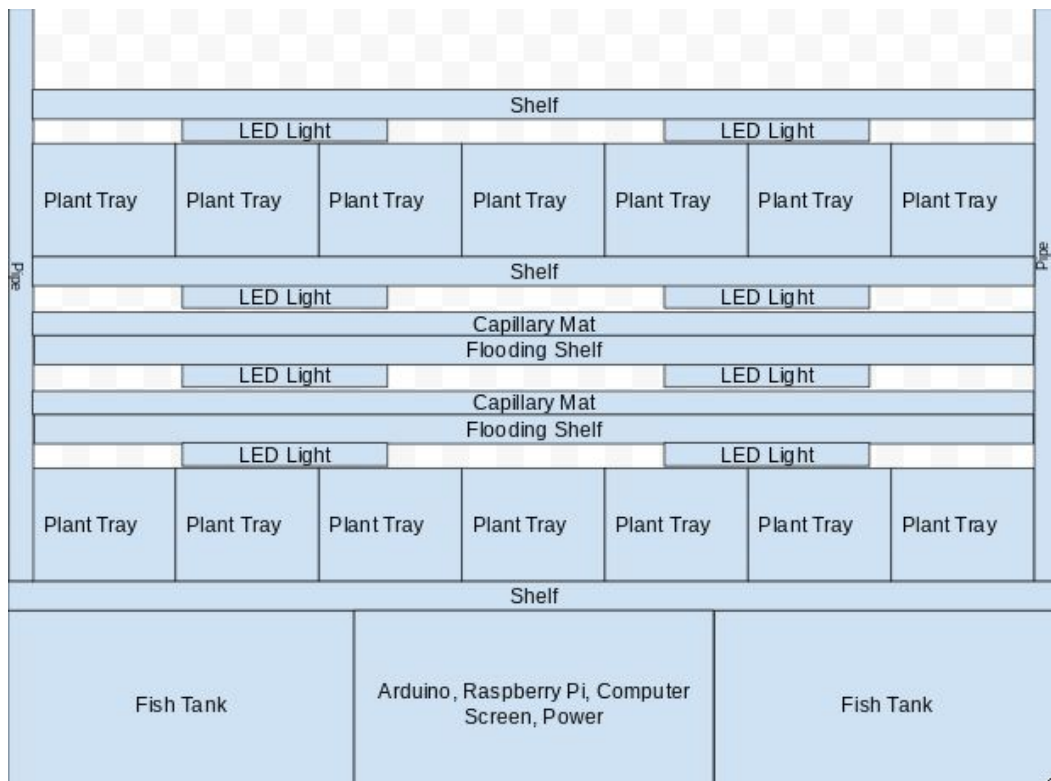 Shelf
LED Light
LED Light
Plant Tray
Plant Tray
Plant Tray
Plant Tray
Plant Tray
Plant Tray
Plant Tray
Pipe
Shelf
Pipe
LED Light
LED Light
Capillary Mat
Flooding Shelf
LED Light
LED Light
Capillary Mat
Flooding Shelf
LED Light
LED Light
Plant Tray
Plant Tray
Plant Tray
Plant Tray
Plant Tray
Plant Tray
Plant Tray
Shelf
Fish Tank
Arduino, Raspberry Pi, Computer
Screen, Power
Fish Tank